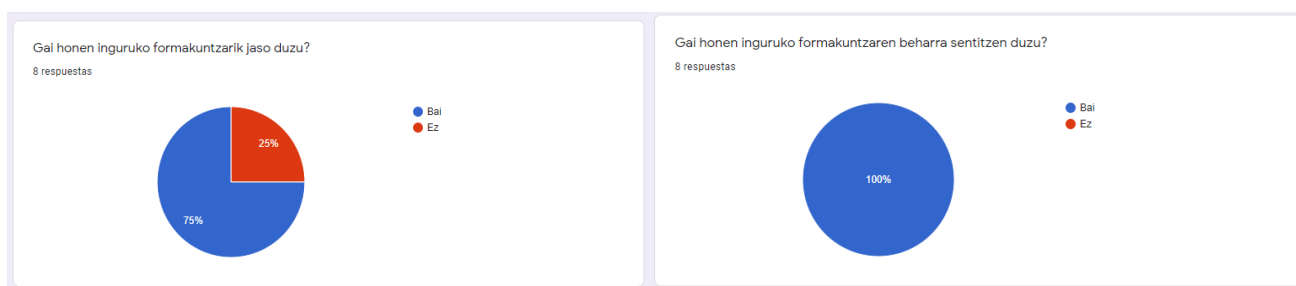 Gai honen inguruko formakuntzarik jaso duzu?
8 respuestas
Bai
Ez
25%
75%
Gai honen inguruko formakuntzaren beharra sentitzen duzu?
8 respuestas
Bai
Ez
100%